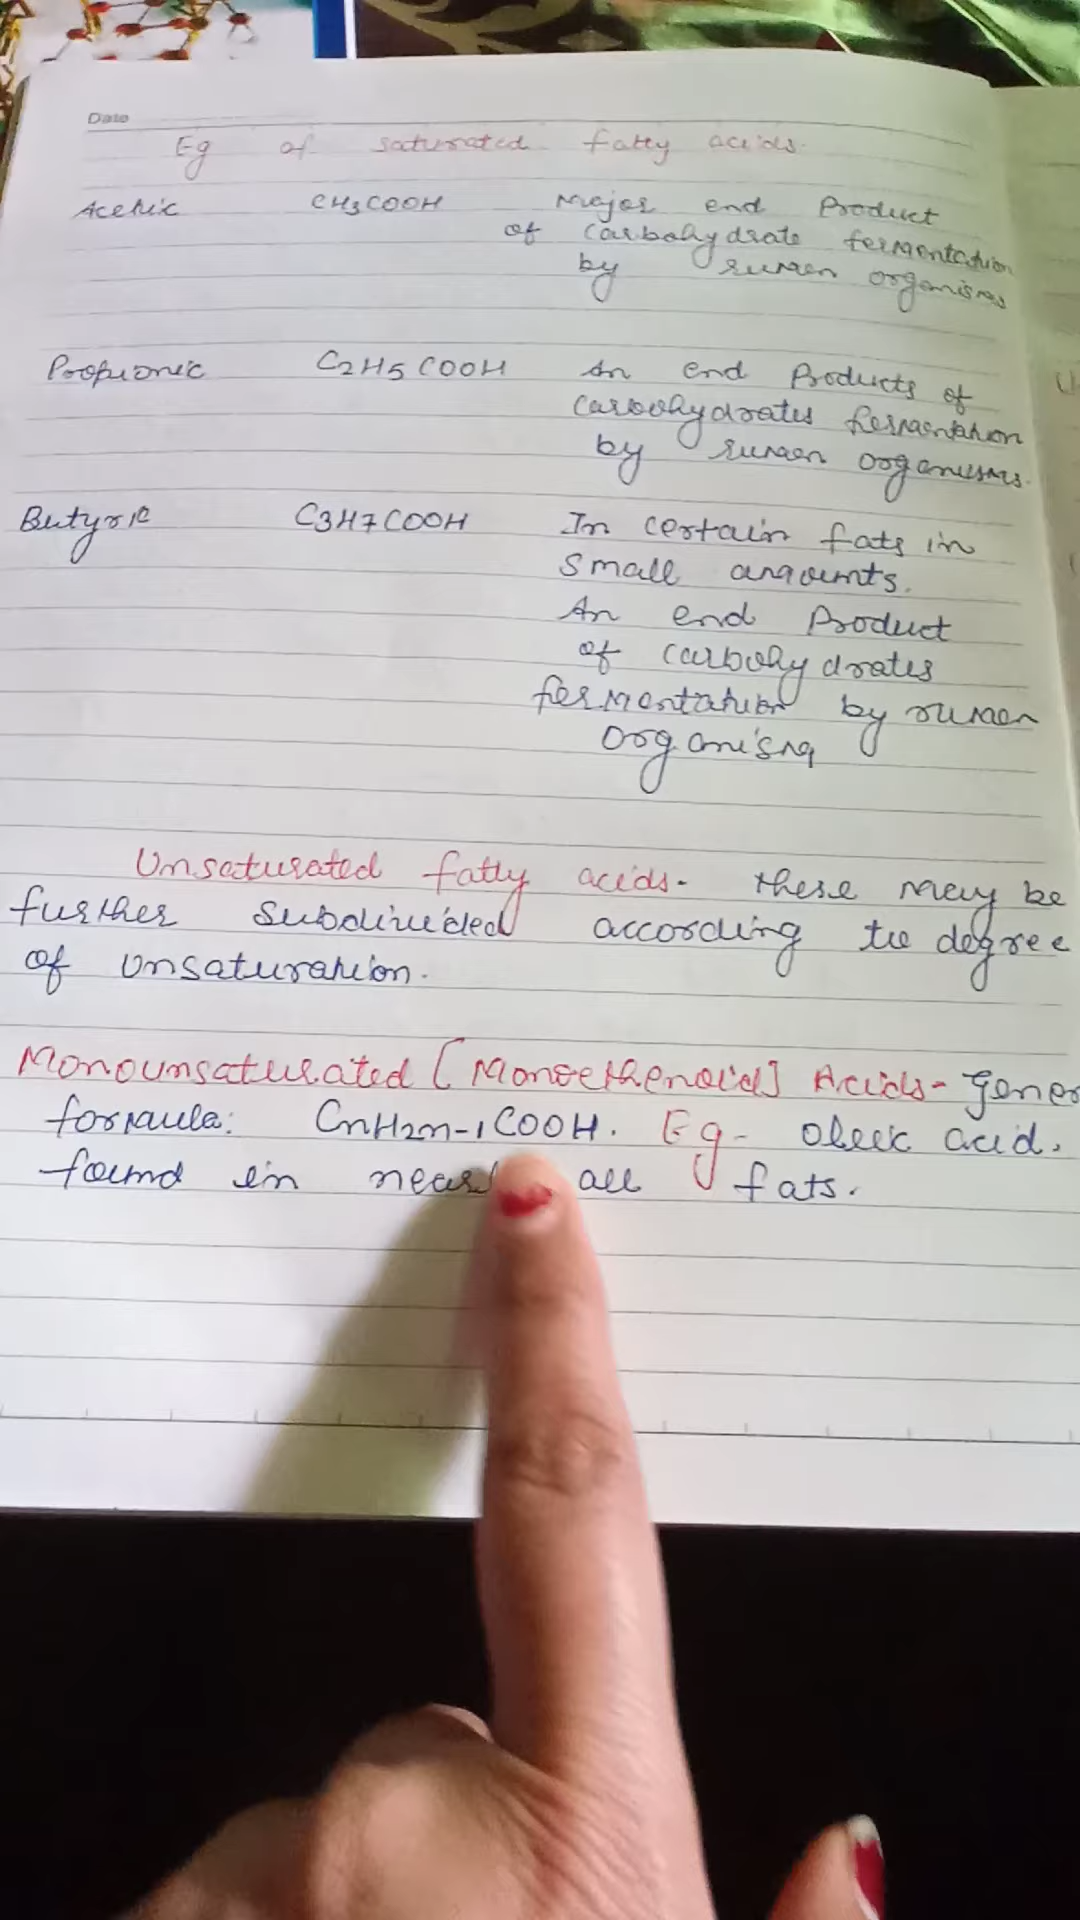 Date
Eg of saturated fatty acids.
Acetic CH3COOH Major end Product
of carbohydrate fermentation
by rumen organisms
Propionic C2H5COOH An end Products of
carbohydrates fermentation
by rumen organisms.
Butyric C3H7COOH In certain fats in
small amounts.
An end Product
of carbohydrates
fermentation by rumen
organism
Unsaturated fatty acids- these may be
further subdivided according to degree
of unsaturation.
Monounsaturated [Monoethenoid] Acids- Gener
formula: CnH2n-1COOH. Eg- Oleic acid.
found in all fats.